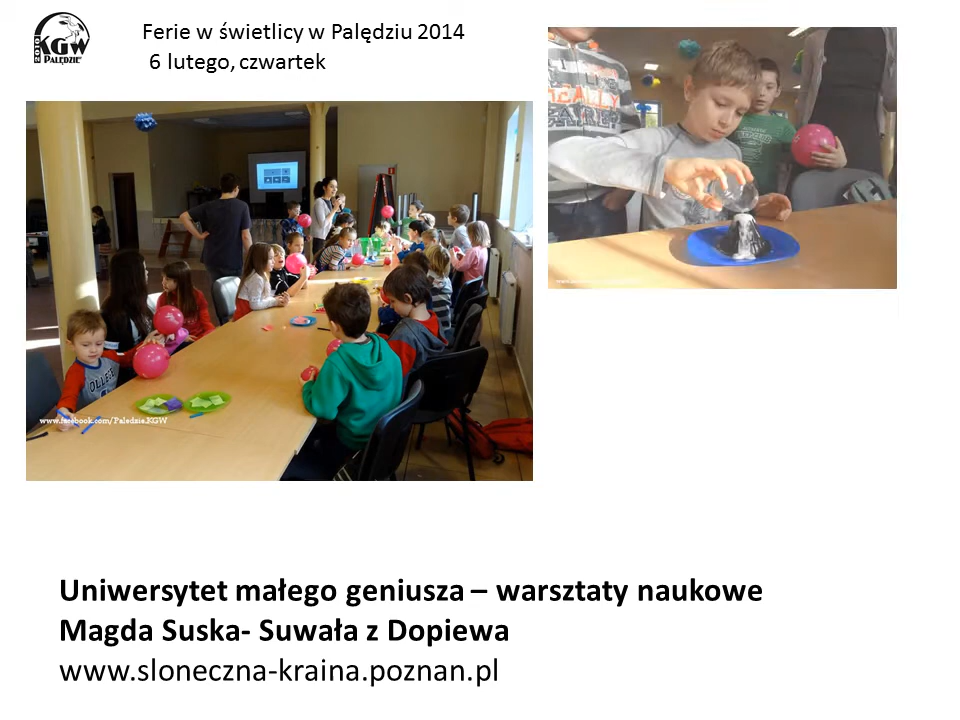 2010
KGW
PALĘDZIE
Ferie w świetlicy w Palędziu 2014
6 lutego, czwartek
www.facebook.com/Paledzie.KGW
Uniwersytet małego geniusza – warsztaty naukowe
Magda Suska- Suwała z Dopiewa
www.sloneczna-kraina.poznan.pl